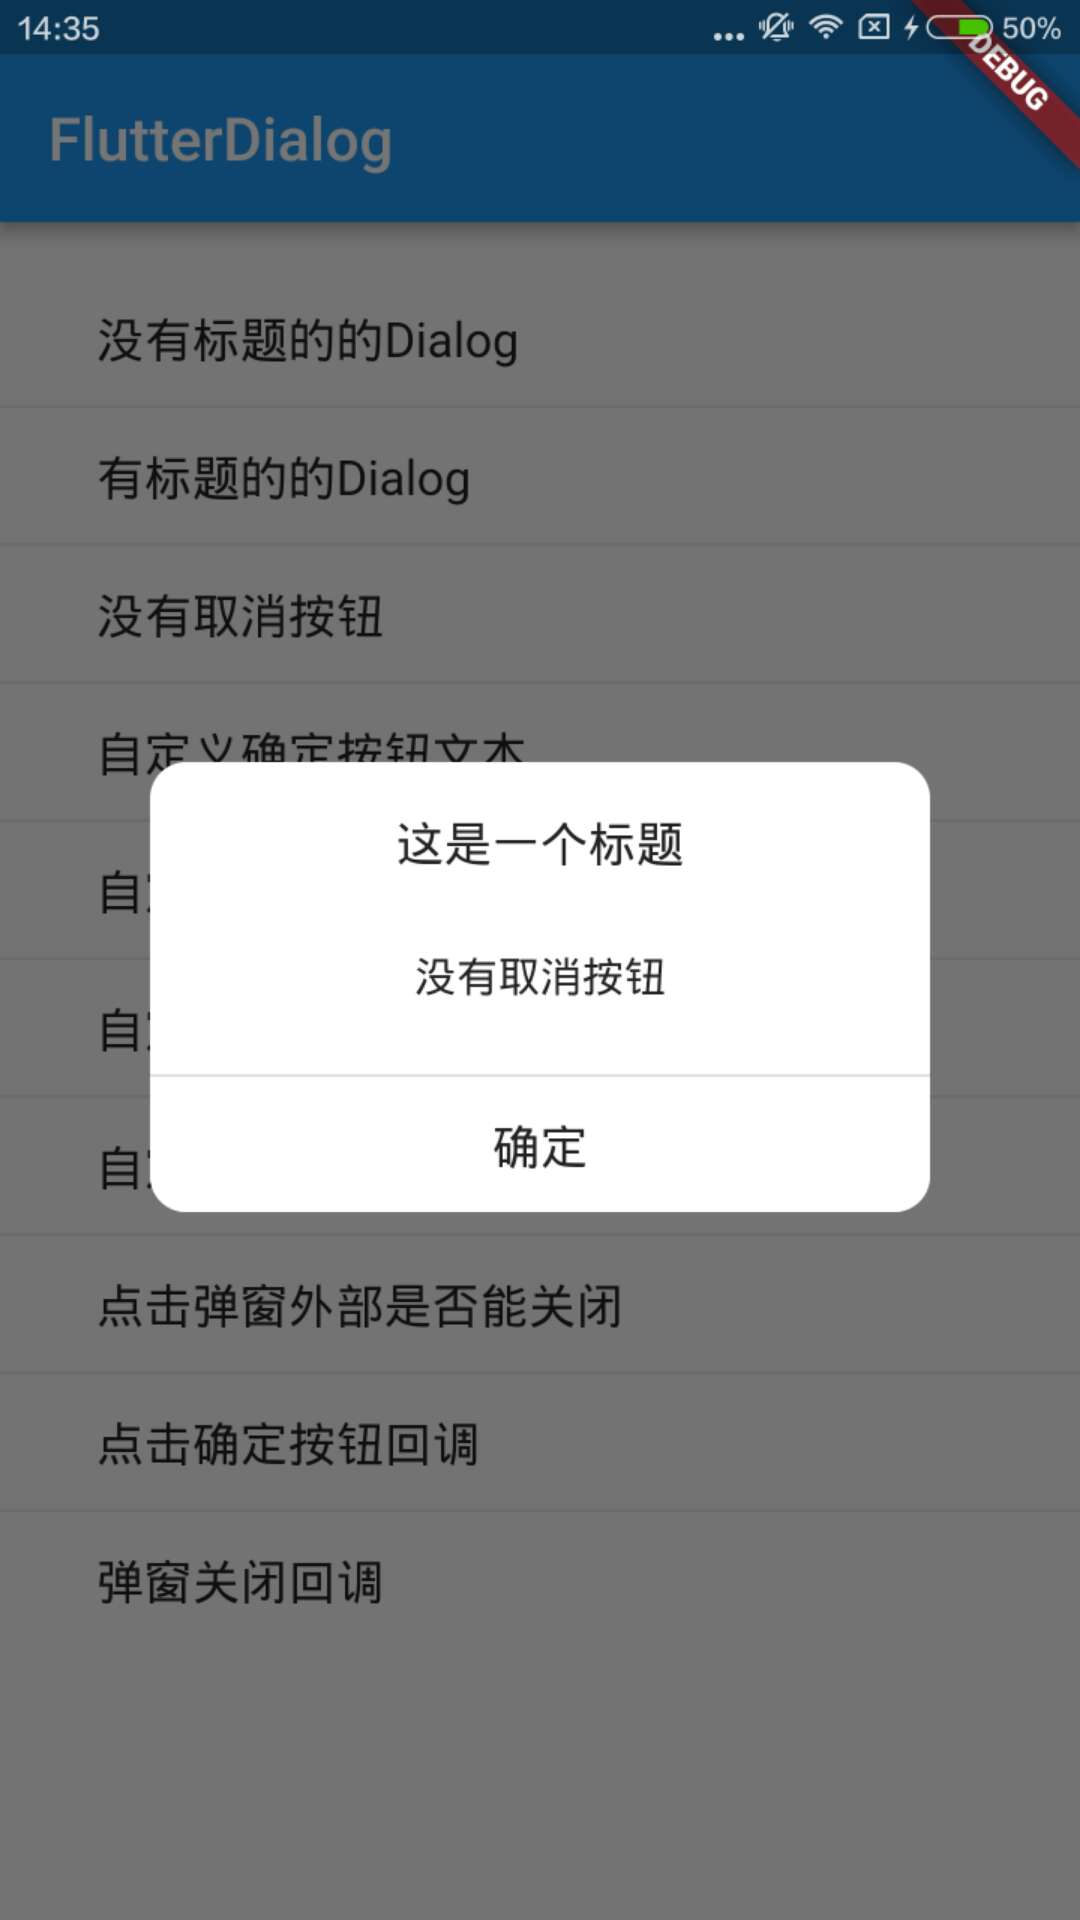 14:35
50%
DEBUG
FlutterDialog
没有标题的的Dialog
有标题的的Dialog
没有取消按钮
自定义确定按钮文本
这是一个标题
自
没有取消按钮
自
确定
自
点击弹窗外部是否能关闭
点击确定按钮回调
弹窗关闭回调